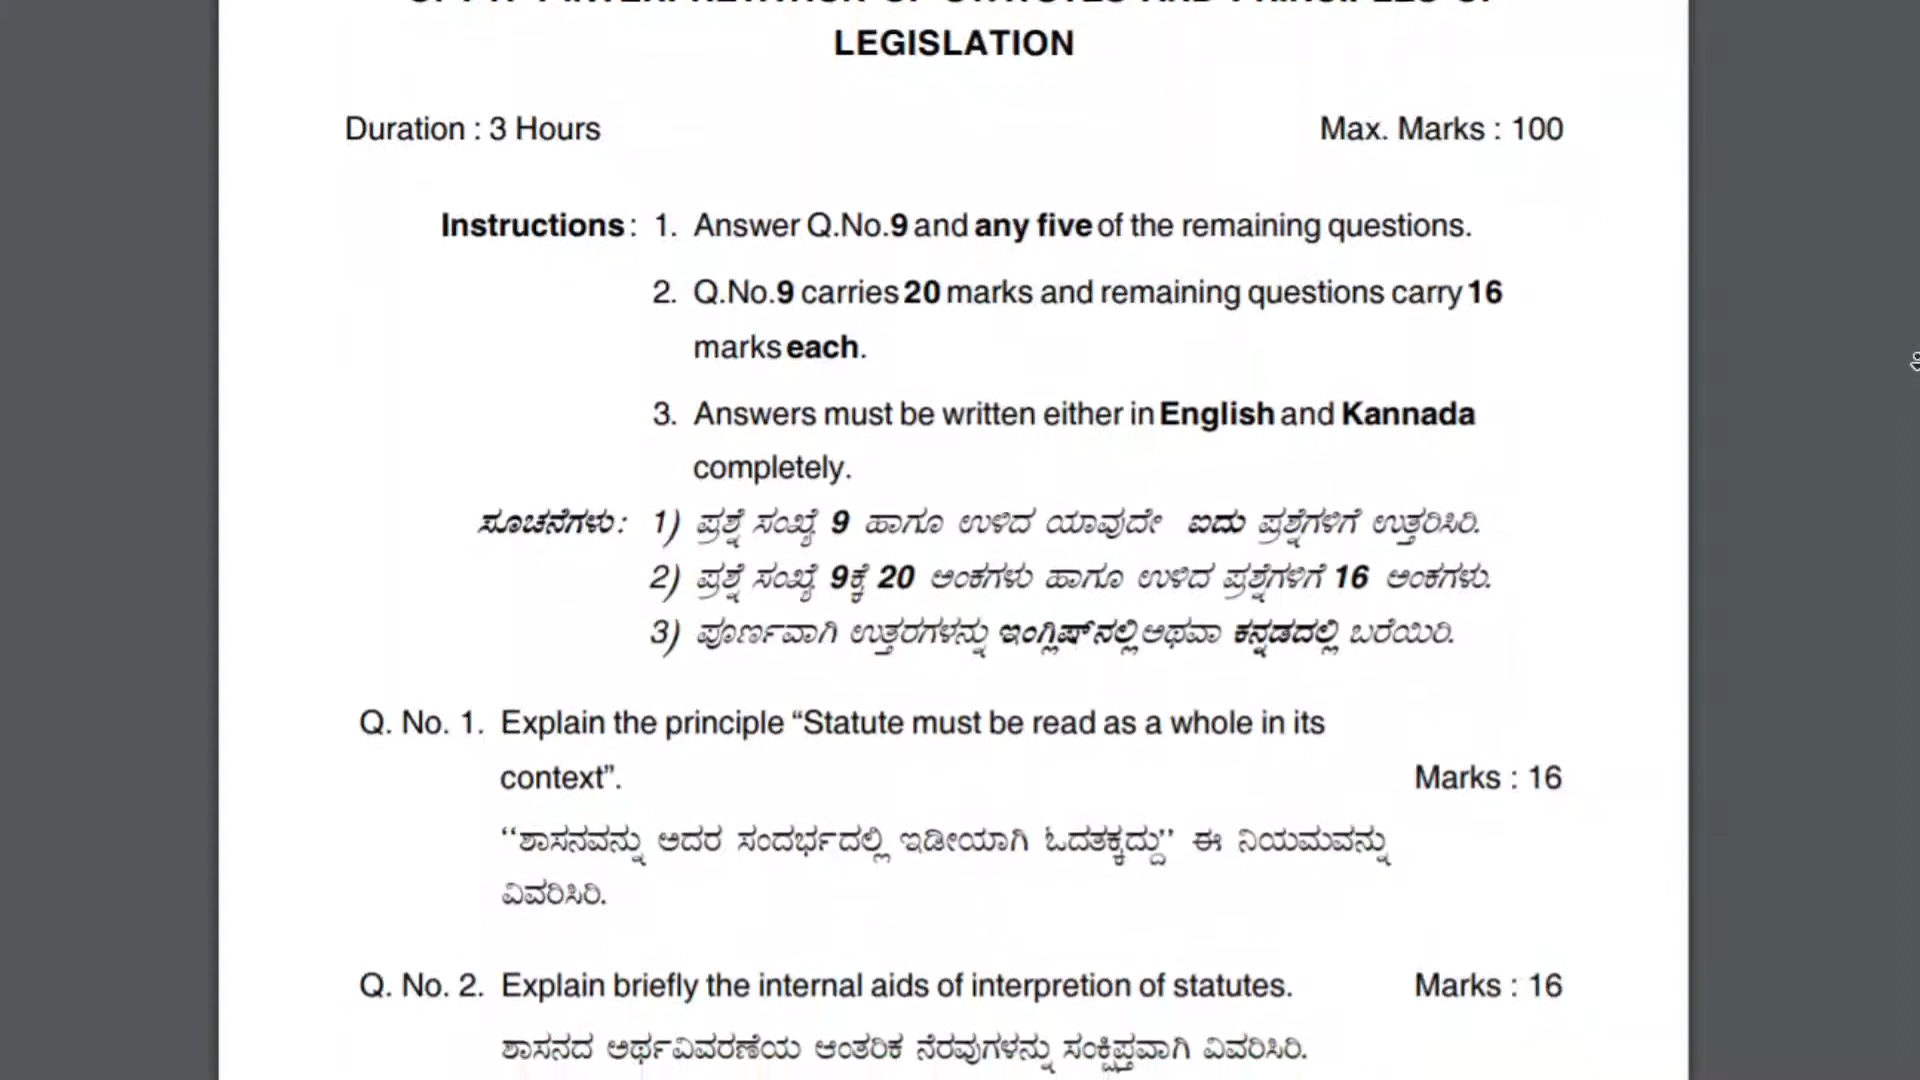 LEGISLATION
Duration : 3 Hours Max. Marks : 100
Instructions : 1. Answer Q.No.9 and any five of the remaining questions.
2. Q.No.9 carries 20 marks and remaining questions carry 16
marks each.
3. Answers must be written either in English and Kannada
completely.
ಸೂಚನೆಗಳು : 1) ಪ್ರಶ್ನೆ ಸಂಖ್ಯೆ 9 ಹಾಗೂ ಉಳಿದ ಯಾವುದೇ ಐದು ಪ್ರಶ್ನೆಗಳಿಗೆ ಉತ್ತರಿಸಿರಿ.
2) ಪ್ರಶ್ನೆ ಸಂಖ್ಯೆ 9ಕ್ಕೆ 20 ಅಂಕಗಳು ಹಾಗೂ ಉಳಿದ ಪ್ರಶ್ನೆಗಳಿಗೆ 16 ಅಂಕಗಳು.
3) ಪೂರ್ಣವಾಗಿ ಉತ್ತರಗಳನ್ನು ಇಂಗ್ಲಿಷ್‌ನಲ್ಲಿ ಅಥವಾ ಕನ್ನಡದಲ್ಲಿ ಬರೆಯಿರಿ.
Q. No. 1. Explain the principle “Statute must be read as a whole in its
context”. Marks : 16
‘‘ಶಾಸನವನ್ನು ಅದರ ಸಂದರ್ಭದಲ್ಲಿ ಇಡೀಯಾಗಿ ಓದತಕ್ಕದ್ದು’’ ಈ ನಿಯಮವನ್ನು
ವಿವರಿಸಿರಿ.
Q. No. 2. Explain briefly the internal aids of interpretion of statutes. Marks : 16
ಶಾಸನದ ಅರ್ಥವಿವರಣೆಯ ಆಂತರಿಕ ನೆರವುಗಳನ್ನು ಸಂಕ್ಷಿಪ್ತವಾಗಿ ವಿವರಿಸಿರಿ.